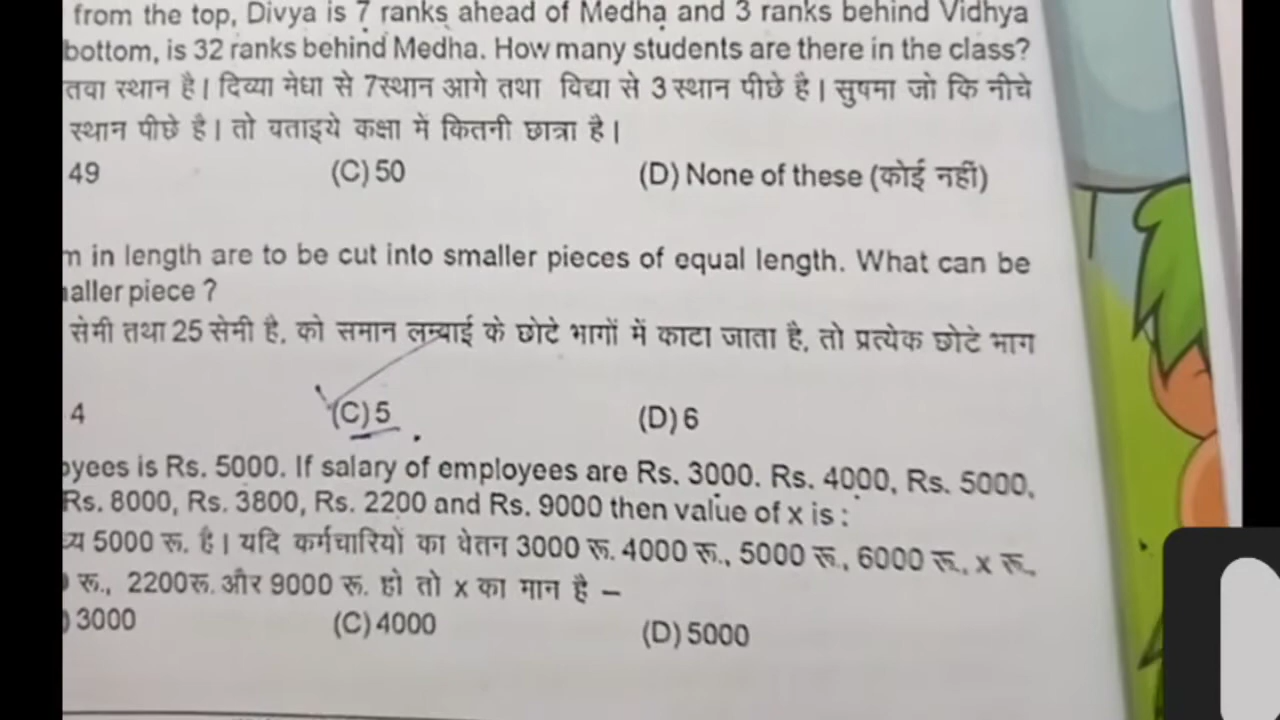 from the top, Divya is 7 ranks ahead of Medha and 3 ranks behind Vidhya
bottom, is 32 ranks behind Medha. How many students are there in the class?
तवा स्थान है। दिव्या मेधा से 7स्थान आगे तथा विद्या से 3 स्थान पीछे है। सुषमा जो कि नीचे
स्थान पीछे है। तो बताइये कक्षा में कितनी छात्रा है।
49 (C) 50 (D) None of these (कोई नहीं)
m in length are to be cut into smaller pieces of equal length. What can be
aller piece ?
सेमी तथा 25 सेमी है, को समान लम्बाई के छोटे भागों में काटा जाता है, तो प्रत्येक छोटे भाग
4 (C) 5 (D) 6
oyees is Rs. 5000. If salary of employees are Rs. 3000. Rs. 4000, Rs. 5000,
Rs. 8000, Rs. 3800, Rs. 2200 and Rs. 9000 then value of x is :
ध्य 5000 रू. है। यदि कर्मचारियों का वेतन 3000 रू. 4000 रू., 5000 रू., 6000 रू., x रू.,
रू., 2200रू. और 9000 रू. हो तो x का मान है –
) 3000 (C) 4000 (D) 5000